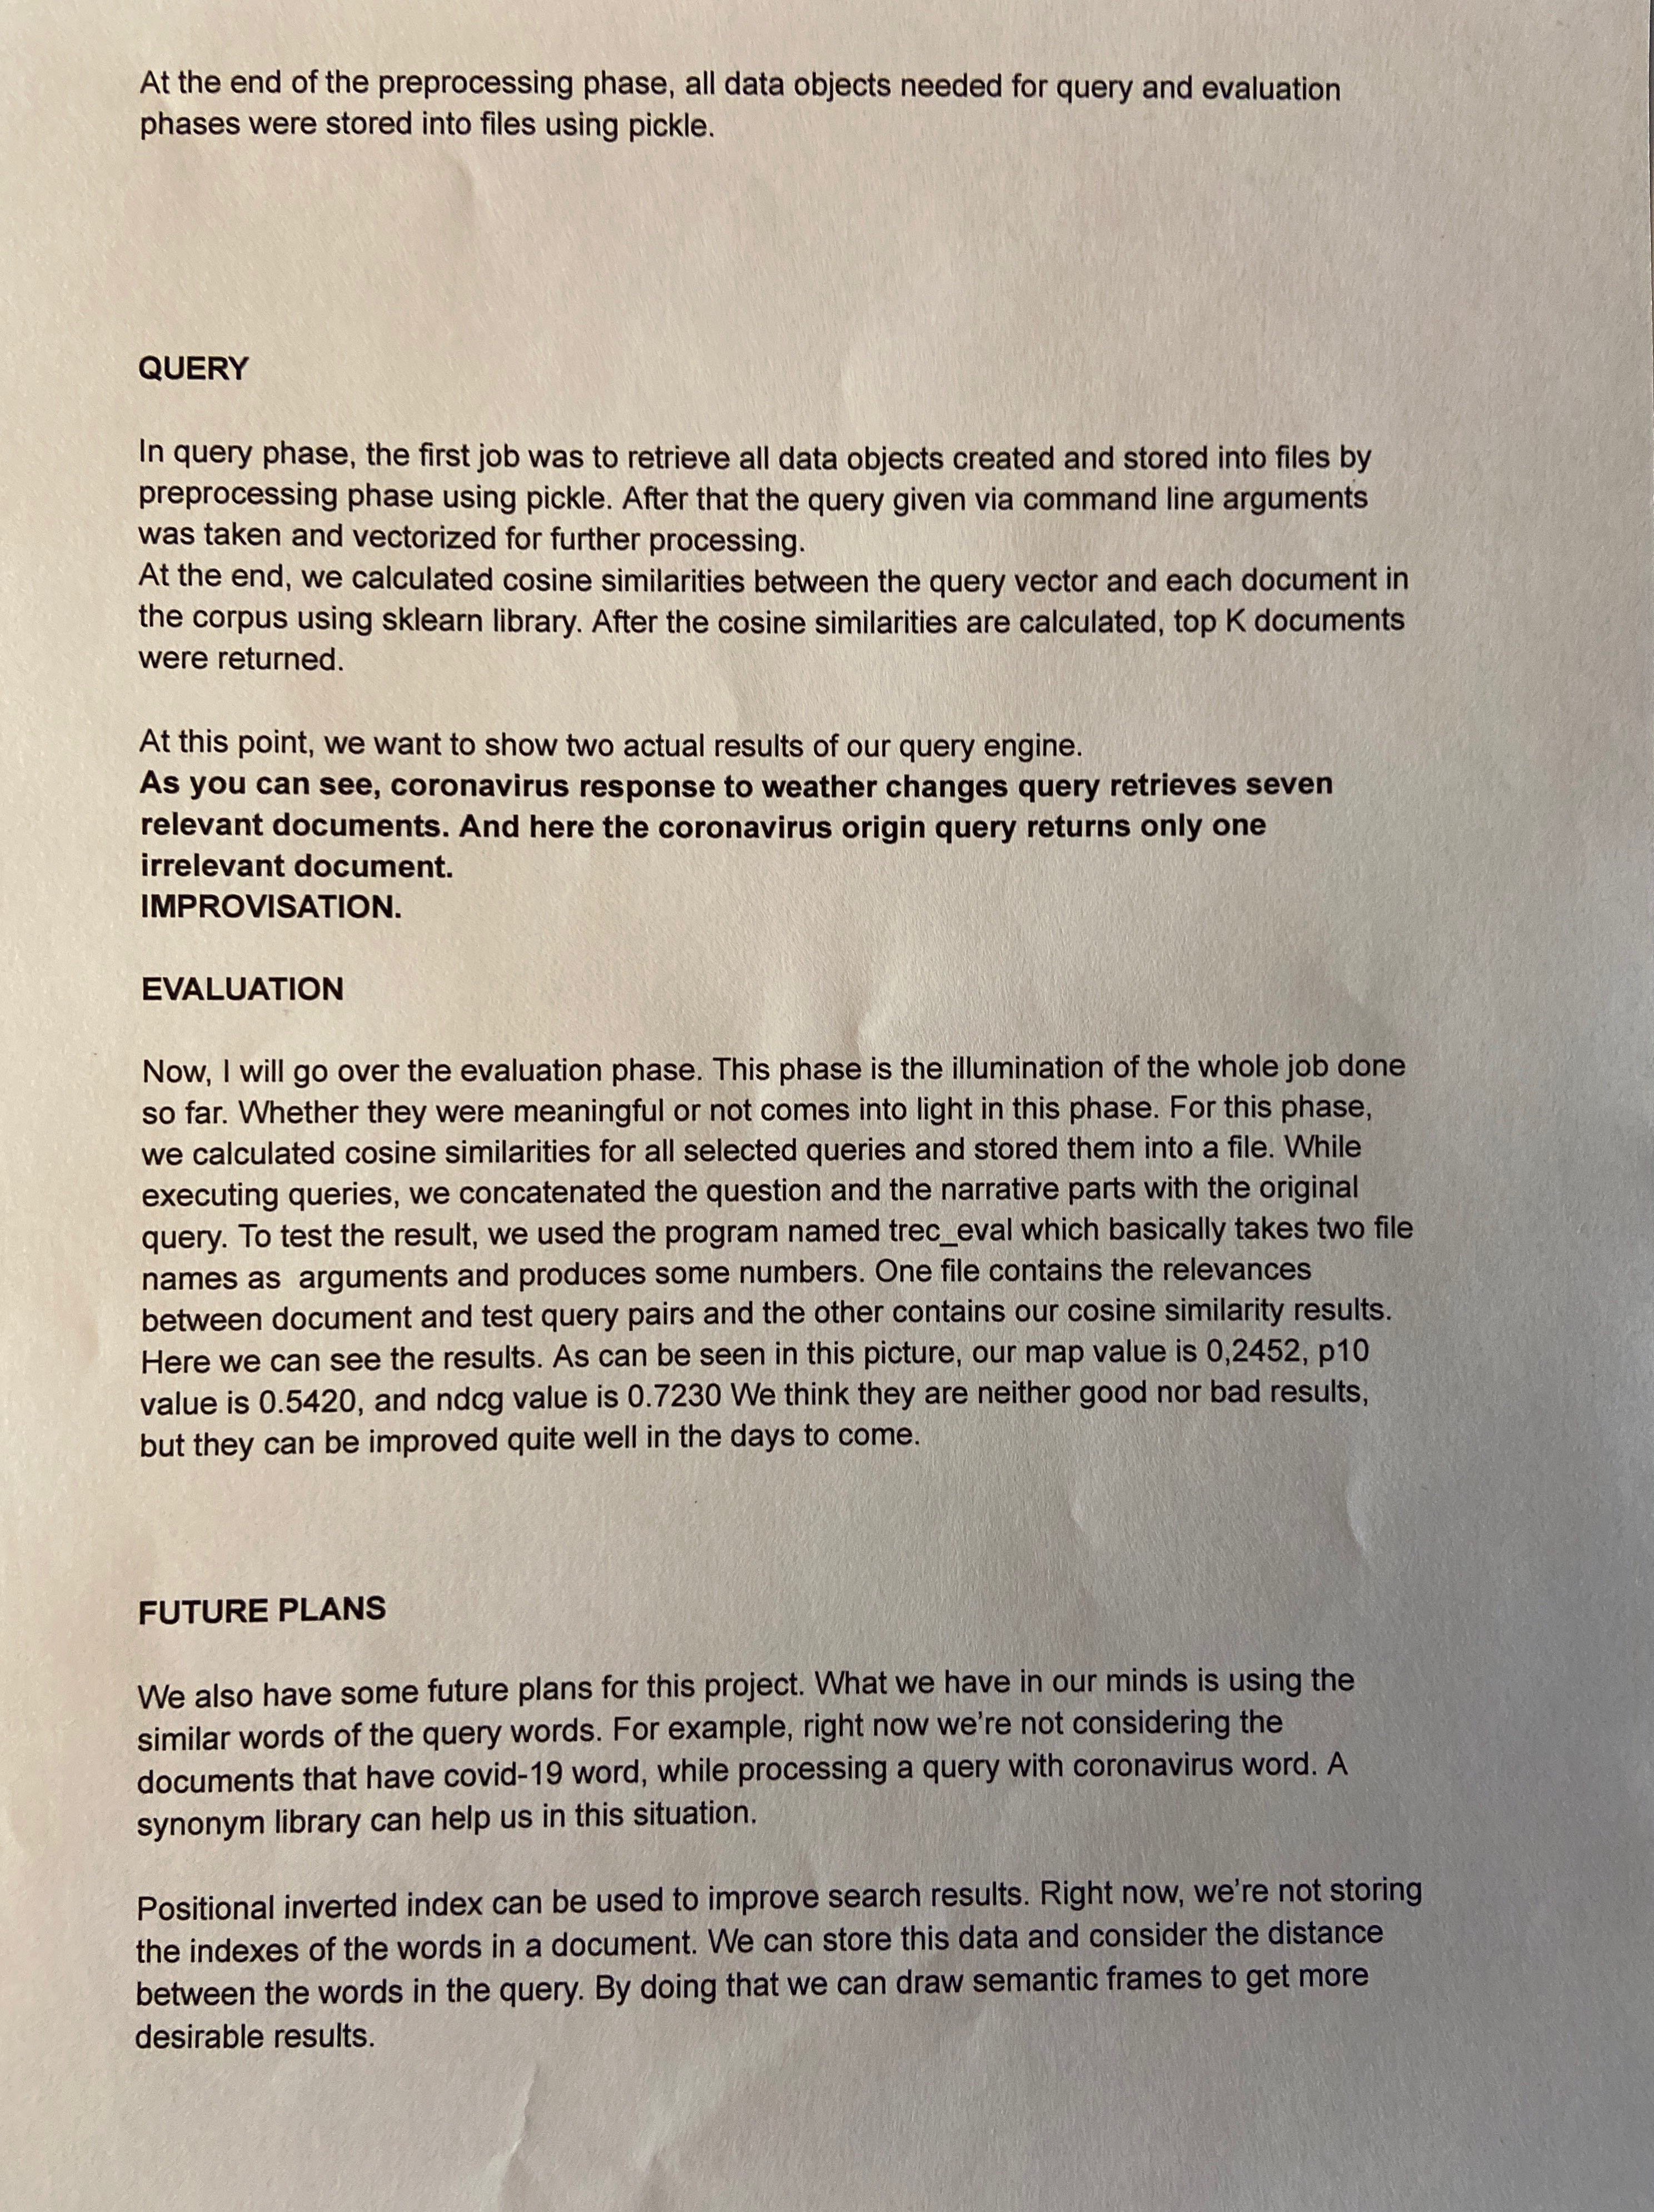 At the end of the preprocessing phase, all data objects needed for query and evaluation
phases were stored into files using pickle.
QUERY
In query phase, the first job was to retrieve all data objects created and stored into files by
preprocessing phase using pickle. After that the query given via command line arguments
was taken and vectorized for further processing.
At the end, we calculated cosine similarities between the query vector and each document in
the corpus using sklearn library. After the cosine similarities are calculated, top K documents
were returned.
At this point, we want to show two actual results of our query engine.
As you can see, coronavirus response to weather changes query retrieves seven
relevant documents. And here the coronavirus origin query returns only one
irrelevant document.
IMPROVISATION.
EVALUATION
Now, I will go over the evaluation phase. This phase is the illumination of the whole job done
so far. Whether they were meaningful or not comes into light in this phase. For this phase,
we calculated cosine similarities for all selected queries and stored them into a file. While
executing queries, we concatenated the question and the narrative parts with the original
query. To test the result, we used the program named trec_eval which basically takes two file
names as  arguments and produces some numbers. One file contains the relevances
between document and test query pairs and the other contains our cosine similarity results.
Here we can see the results. As can be seen in this picture, our map value is 0,2452, p10
value is 0.5420, and ndcg value is 0.7230 We think they are neither good nor bad results,
but they can be improved quite well in the days to come.
FUTURE PLANS
We also have some future plans for this project. What we have in our minds is using the
similar words of the query words. For example, right now we're not considering the
documents that have covid-19 word, while processing a query with coronavirus word. A
synonym library can help us in this situation.
Positional inverted index can be used to improve search results. Right now, we're not storing
the indexes of the words in a document. We can store this data and consider the distance
between the words in the query. By doing that we can draw semantic frames to get more
desirable results.